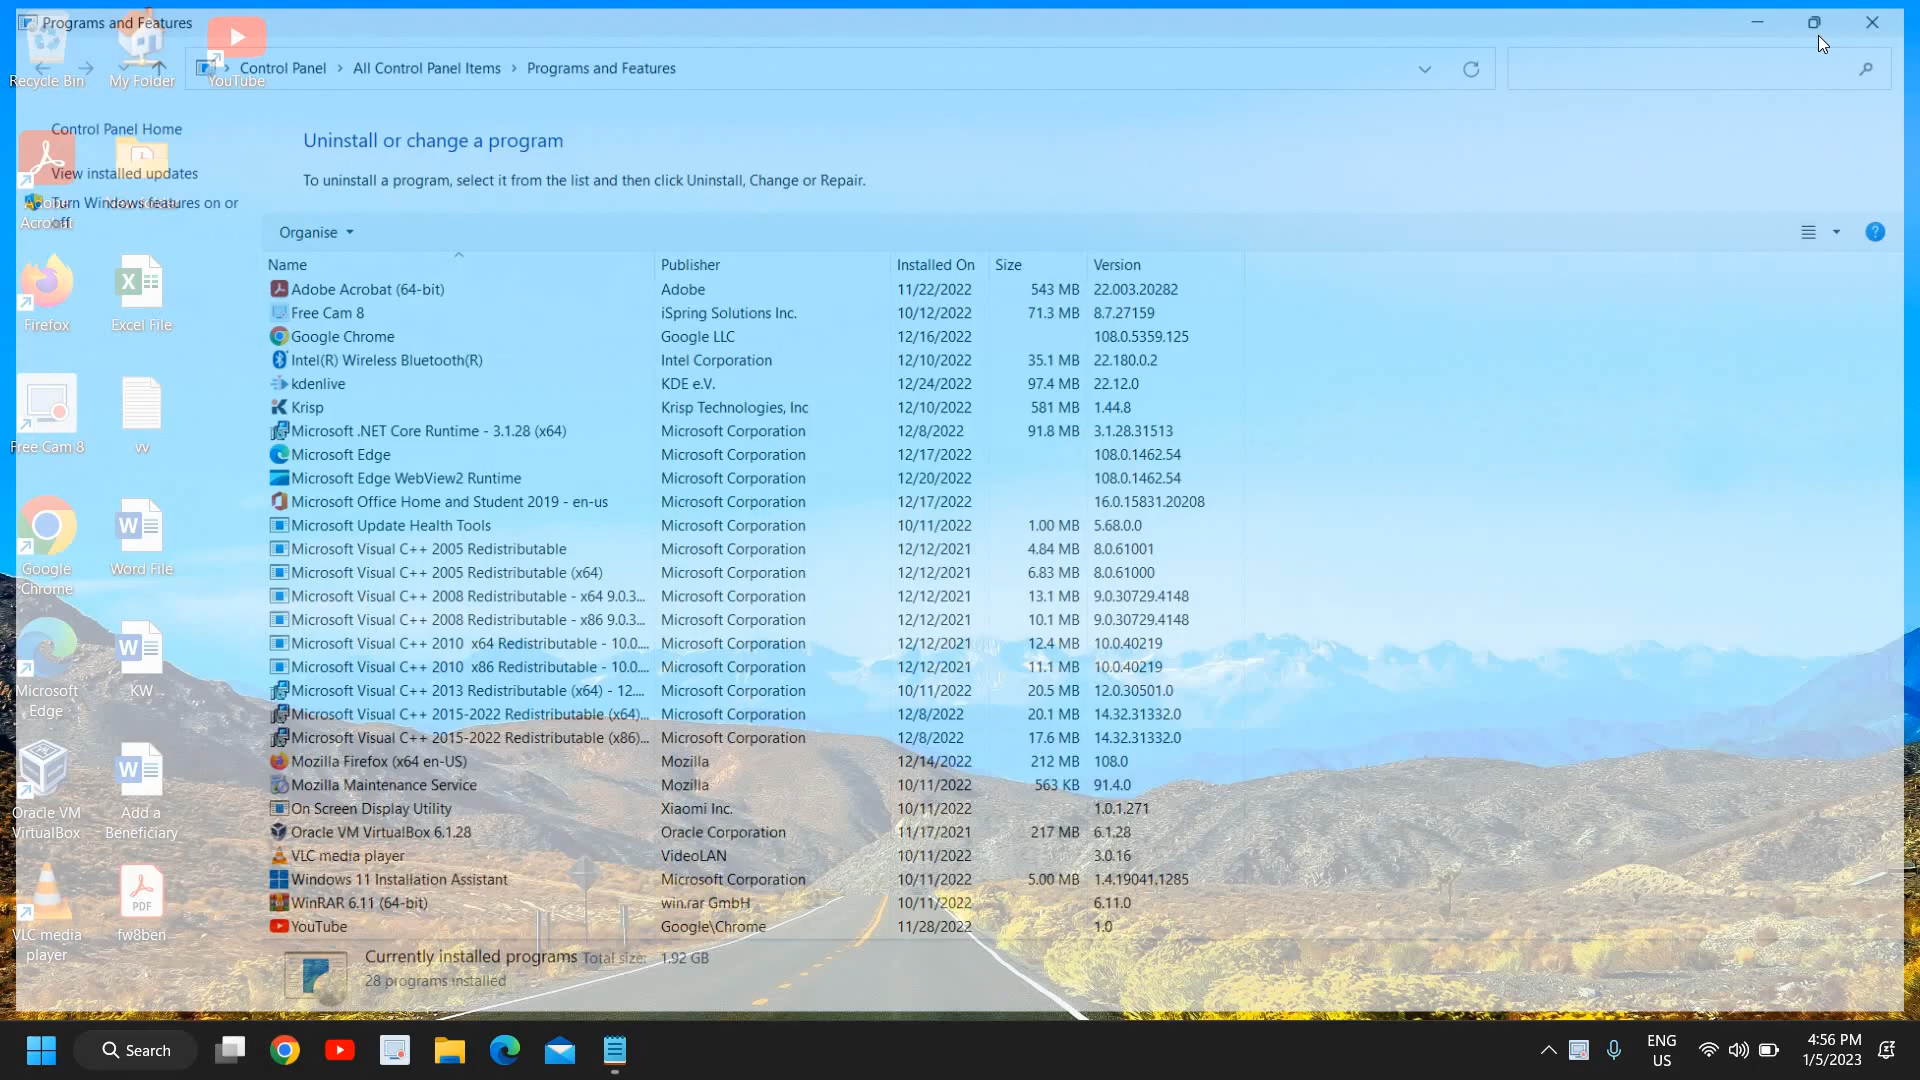 Programs and Features
Control Panel > All Control Panel Items > Programs and Features
Recycle Bin
My Folder
YouTube
Control Panel Home
View installed updates
Turn Windows features on or
off
Uninstall or change a program
To uninstall a program, select it from the list and then click Uninstall, Change or Repair.
Organise
Name Publisher Installed On Size Version
Adobe Acrobat (64-bit) Adobe 11/22/2022 543 MB 22.003.20282
Free Cam 8 iSpring Solutions Inc. 10/12/2022 71.3 MB 8.7.27159
Google Chrome Google LLC 12/16/2022 108.0.5359.125
Intel(R) Wireless Bluetooth(R) Intel Corporation 12/10/2022 35.1 MB 22.180.0.2
kdenlive KDE e.V. 12/24/2022 97.4 MB 22.12.0
Krisp Krisp Technologies, Inc 12/10/2022 581 MB 1.44.8
Microsoft .NET Core Runtime - 3.1.28 (x64) Microsoft Corporation 12/8/2022 91.8 MB 3.1.28.31513
Microsoft Edge Microsoft Corporation 12/17/2022 108.0.1462.54
Microsoft Edge WebView2 Runtime Microsoft Corporation 12/20/2022 108.0.1462.54
Microsoft Office Home and Student 2019 - en-us Microsoft Corporation 12/17/2022 16.0.15831.20208
Microsoft Update Health Tools Microsoft Corporation 10/11/2022 1.00 MB 5.68.0.0
Microsoft Visual C++ 2005 Redistributable Microsoft Corporation 12/12/2021 4.84 MB 8.0.61001
Microsoft Visual C++ 2005 Redistributable (x64) Microsoft Corporation 12/12/2021 6.83 MB 8.0.61000
Microsoft Visual C++ 2008 Redistributable - x64 9.0.3... Microsoft Corporation 12/12/2021 13.1 MB 9.0.30729.4148
Microsoft Visual C++ 2008 Redistributable - x86 9.0.3... Microsoft Corporation 12/12/2021 10.1 MB 9.0.30729.4148
Microsoft Visual C++ 2010 x64 Redistributable - 10.0.... Microsoft Corporation 12/12/2021 12.4 MB 10.0.40219
Microsoft Visual C++ 2010 x86 Redistributable - 10.0.... Microsoft Corporation 12/12/2021 11.1 MB 10.0.40219
Microsoft Visual C++ 2013 Redistributable (x64) - 12.... Microsoft Corporation 10/11/2022 20.5 MB 12.0.30501.0
Microsoft Visual C++ 2015-2022 Redistributable (x64)... Microsoft Corporation 12/8/2022 20.1 MB 14.32.31332.0
Microsoft Visual C++ 2015-2022 Redistributable (x86)... Microsoft Corporation 12/8/2022 17.6 MB 14.32.31332.0
Mozilla Firefox (x64 en-US) Mozilla 12/14/2022 212 MB 108.0
Mozilla Maintenance Service Mozilla 10/11/2022 563 KB 91.4.0
On Screen Display Utility Xiaomi Inc. 10/11/2022 1.0.1.271
Oracle VM VirtualBox 6.1.28 Oracle Corporation 11/17/2021 217 MB 6.1.28
VLC media player VideoLAN 10/11/2022 3.0.16
Windows 11 Installation Assistant Microsoft Corporation 10/11/2022 5.00 MB 1.4.19041.1285
WinRAR 6.11 (64-bit) win.rar GmbH 10/11/2022 6.11.0
YouTube Google\Chrome 11/28/2022 1.0
Currently installed programs Total size: 1.92 GB
28 programs installed
Adobe
Acrobat
Firefox
Excel File
Free Cam 8
vv
Google
Chrome
Word File
Microsoft
Edge
KW
Oracle VM
VirtualBox
Add a
Beneficiary
VLC media
player
PDF
fw8ben
Search
ENG
US
4:56 PM
1/5/2023